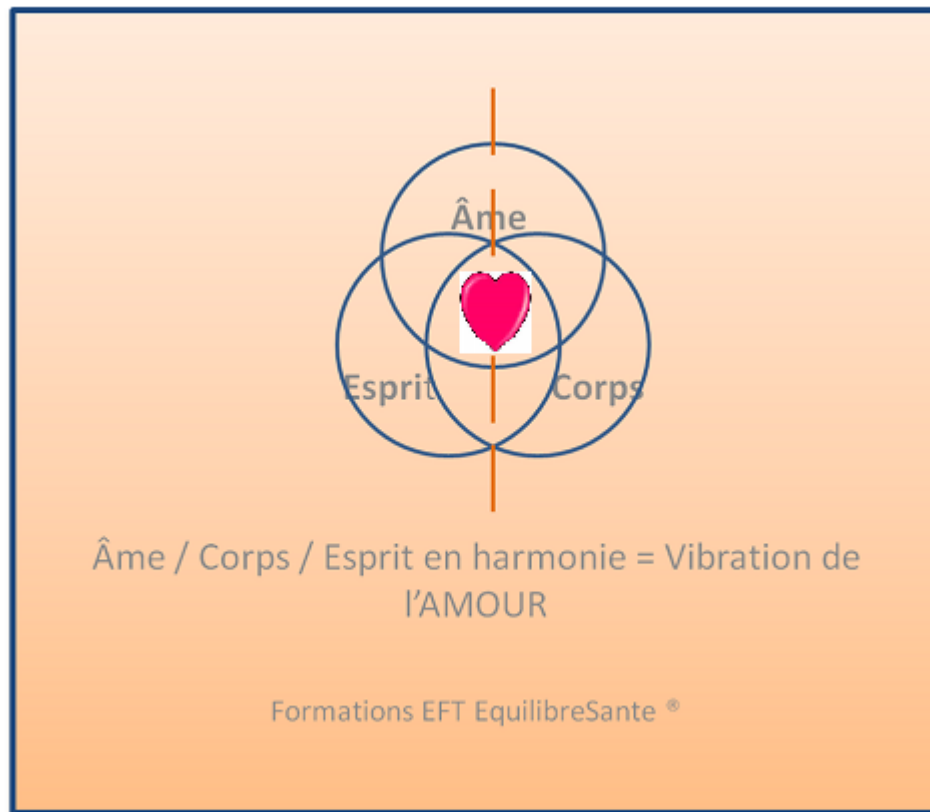 Âme
Esprit
Corps
Âme / Corps / Esprit en harmonie = Vibration de
l’AMOUR
Formations EFT EquilibreSante ®